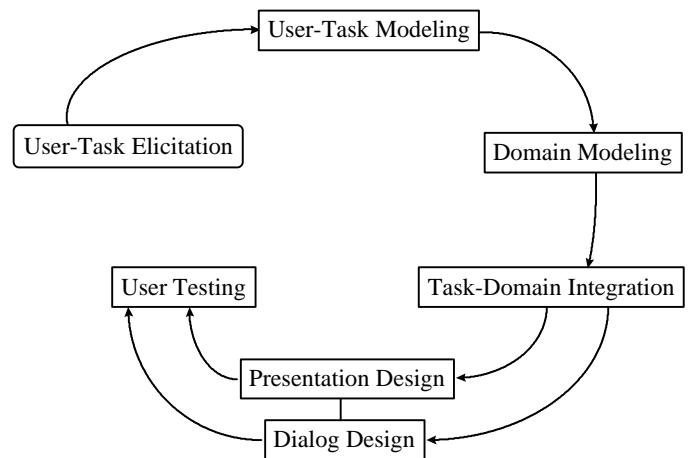 User-Task Modeling
User-Task Elicitation
Domain Modeling
User Testing
Task-Domain Integration
Presentation Design
Dialog Design